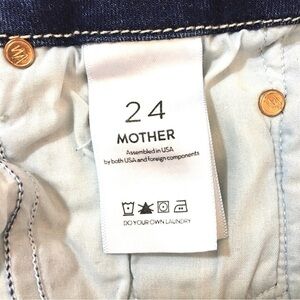 24
MOTHER
Assembled in USA
by both USA and foreign components
DO YOUR OWN LAUNDRY